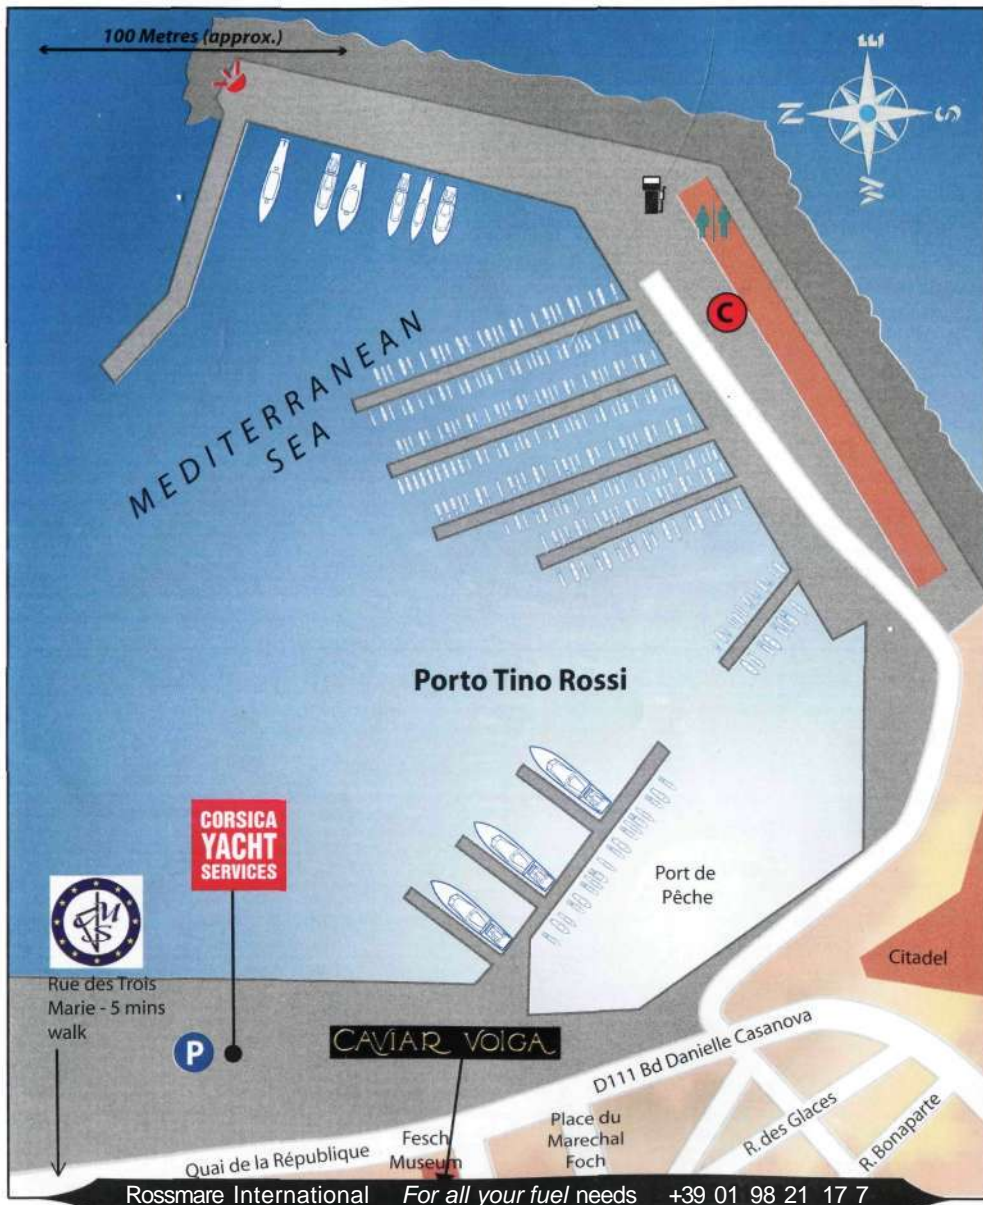 100 Metres (approx.)
E
N
S
W
C
MEDITERRANEAN
SEA
Porto Tino Rossi
CORSICA
YACHT
SERVICES
Port de
Pêche
Citadel
Rue des Trois
Marie - 5 mins
walk
P
CAVIAR VOLGA
D111 Bd Danielle Casanova
Place du
Marechal
Foch
R. des Glaces
R. Bonaparte
Fesch
Museum
Quai de la République
Rossmare International For all your fuel needs +39 01 98 21 17 7